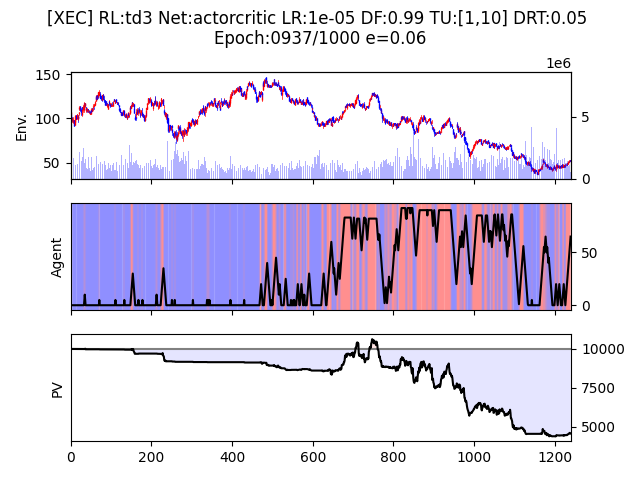 [XEC] RL:td3 Net:actorcritic LR:1e-05 DF:0.99 TU:[1,10] DRT:0.05
Epoch:0937/1000 e=0.06
1e6
150
100
50
Env.
5
0
Agent
50
0
PV
10000
7500
5000
0
200
400
600
800
1000
1200